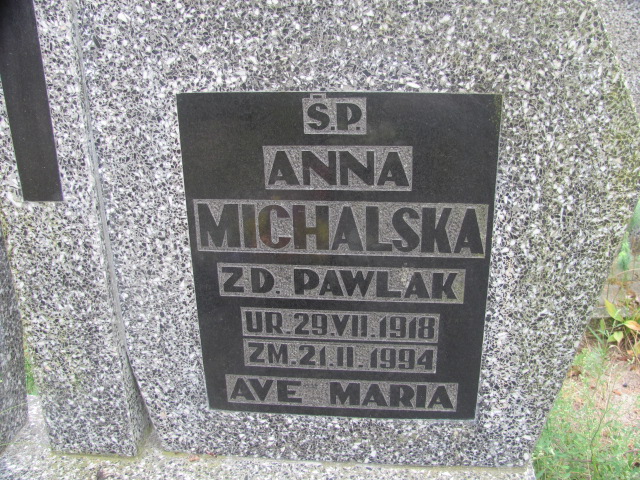 Ś.P.
ANNA
MICHALSKA
ZD. PAWLAK
UR. 29.VII.1918
ZM. 21.II.1994
AVE MARIA